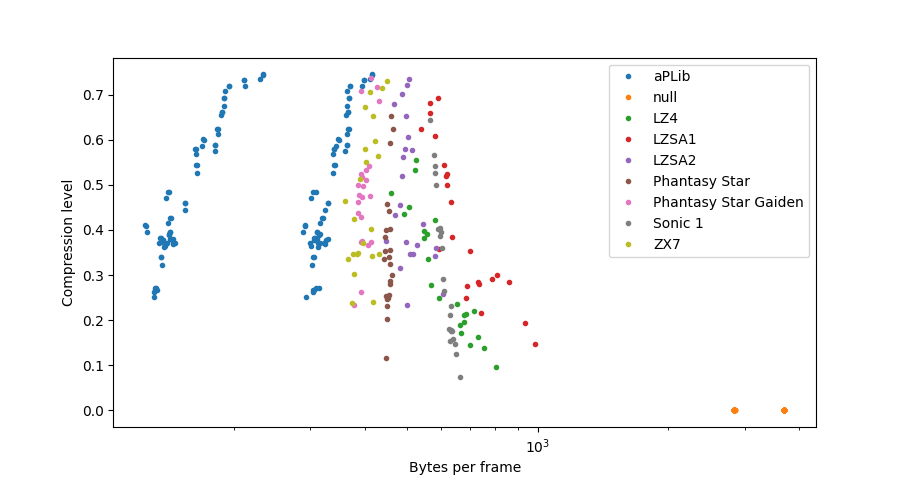 aPLib
null
LZ4
LZSA1
LZSA2
Phantasy Star
Phantasy Star Gaiden
Sonic 1
ZX7
Compression level
0.7
0.6
0.5
0.4
0.3
0.2
0.1
0.0
10³
Bytes per frame